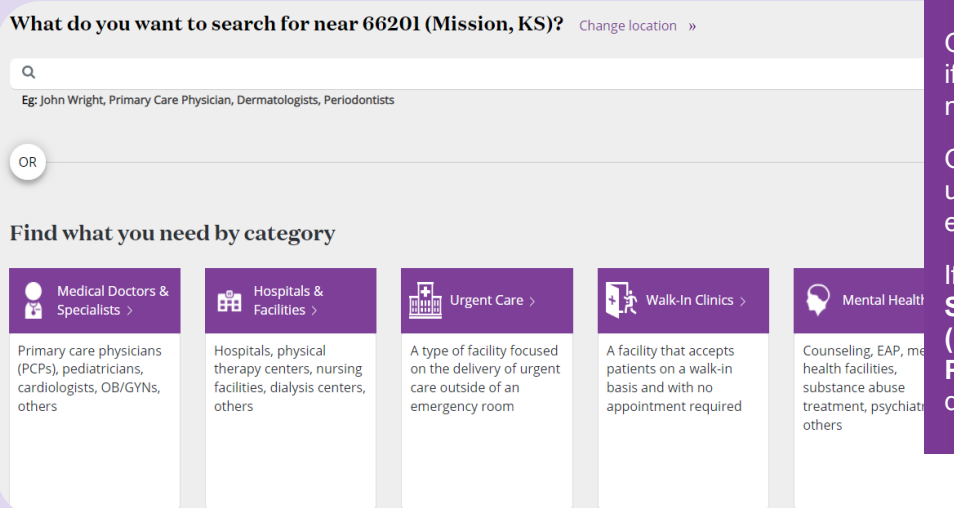 What do you want to search for near 66201 (Mission, KS)? Change location »
Eg: John Wright, Primary Care Physician, Dermatologists, Periodontists
OR
Find what you need by category
Medical Doctors &
Specialists >
Primary care physicians
(PCPs), pediatricians,
cardiologists, OB/GYNs,
others
Hospitals &
Facilities >
Hospitals, physical
therapy centers, nursing
facilities, dialysis centers,
others
Urgent Care >
A type of facility focused
on the delivery of urgent
care outside of an
emergency room
Walk-In Clinics >
A facility that accepts
patients on a walk-in
basis and with no
appointment required
Mental Health
Counseling, EAP,
health facilities,
substance abuse
treatment,
others